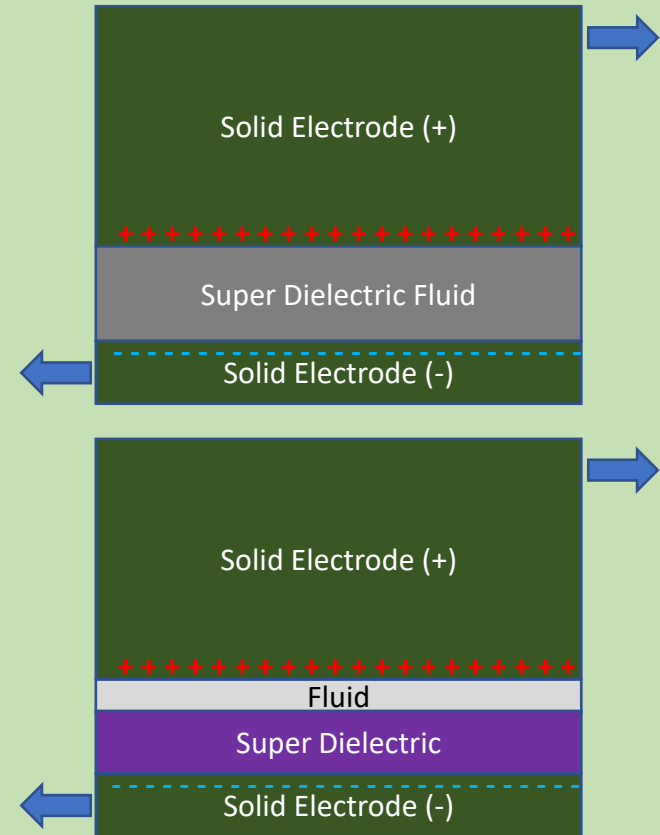 Solid Electrode (+)
+ + + + + + + + + + + + + + + + + + + +
Super Dielectric Fluid
- - - - - - - - - - - - - - - - - - - - - - - - - - - -
Solid Electrode (-)
Solid Electrode (+)
+ + + + + + + + + + + + + + + + + + + +
Fluid
Super Dielectric
- - - - - - - - - - - - - - - - - - - - - - - - - - - -
Solid Electrode (-)